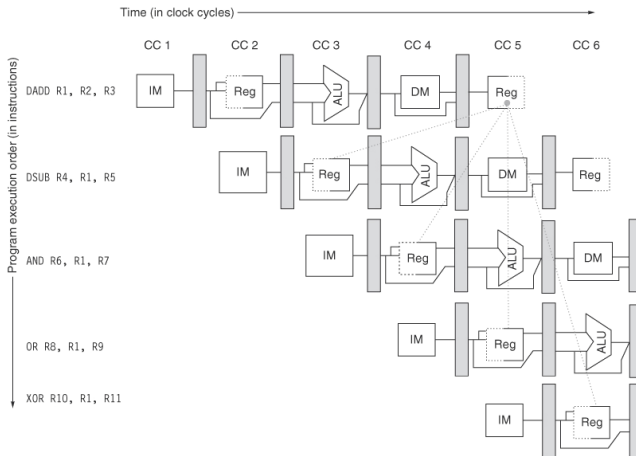 Time (in clock cycles)
CC 1 CC 2 CC 3 CC 4 CC 5 CC 6
Program execution order (in instructions)
DADD R1, R2, R3
IM Reg ALU DM Reg
DSUB R4, R1, R5
IM Reg ALU DM Reg
AND R6, R1, R7
IM Reg ALU DM
OR R8, R1, R9
IM Reg ALU
XOR R10, R1, R11
IM Reg